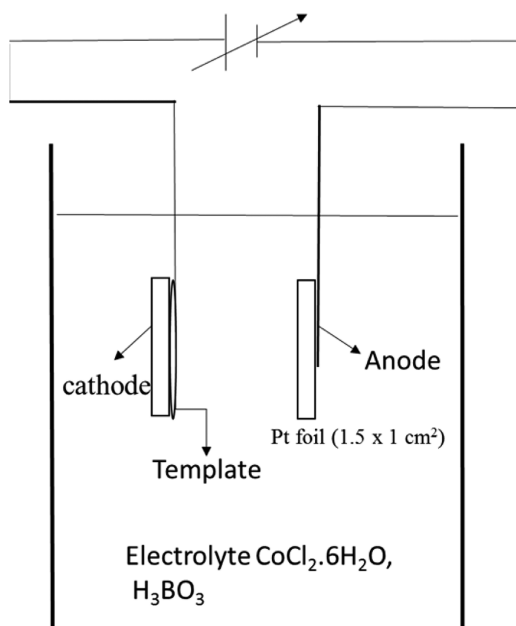 cathode
Anode
Pt foil (1.5 x 1 cm²)
Template
Electrolyte CoCl₂.6H₂O,
H₃BO₃